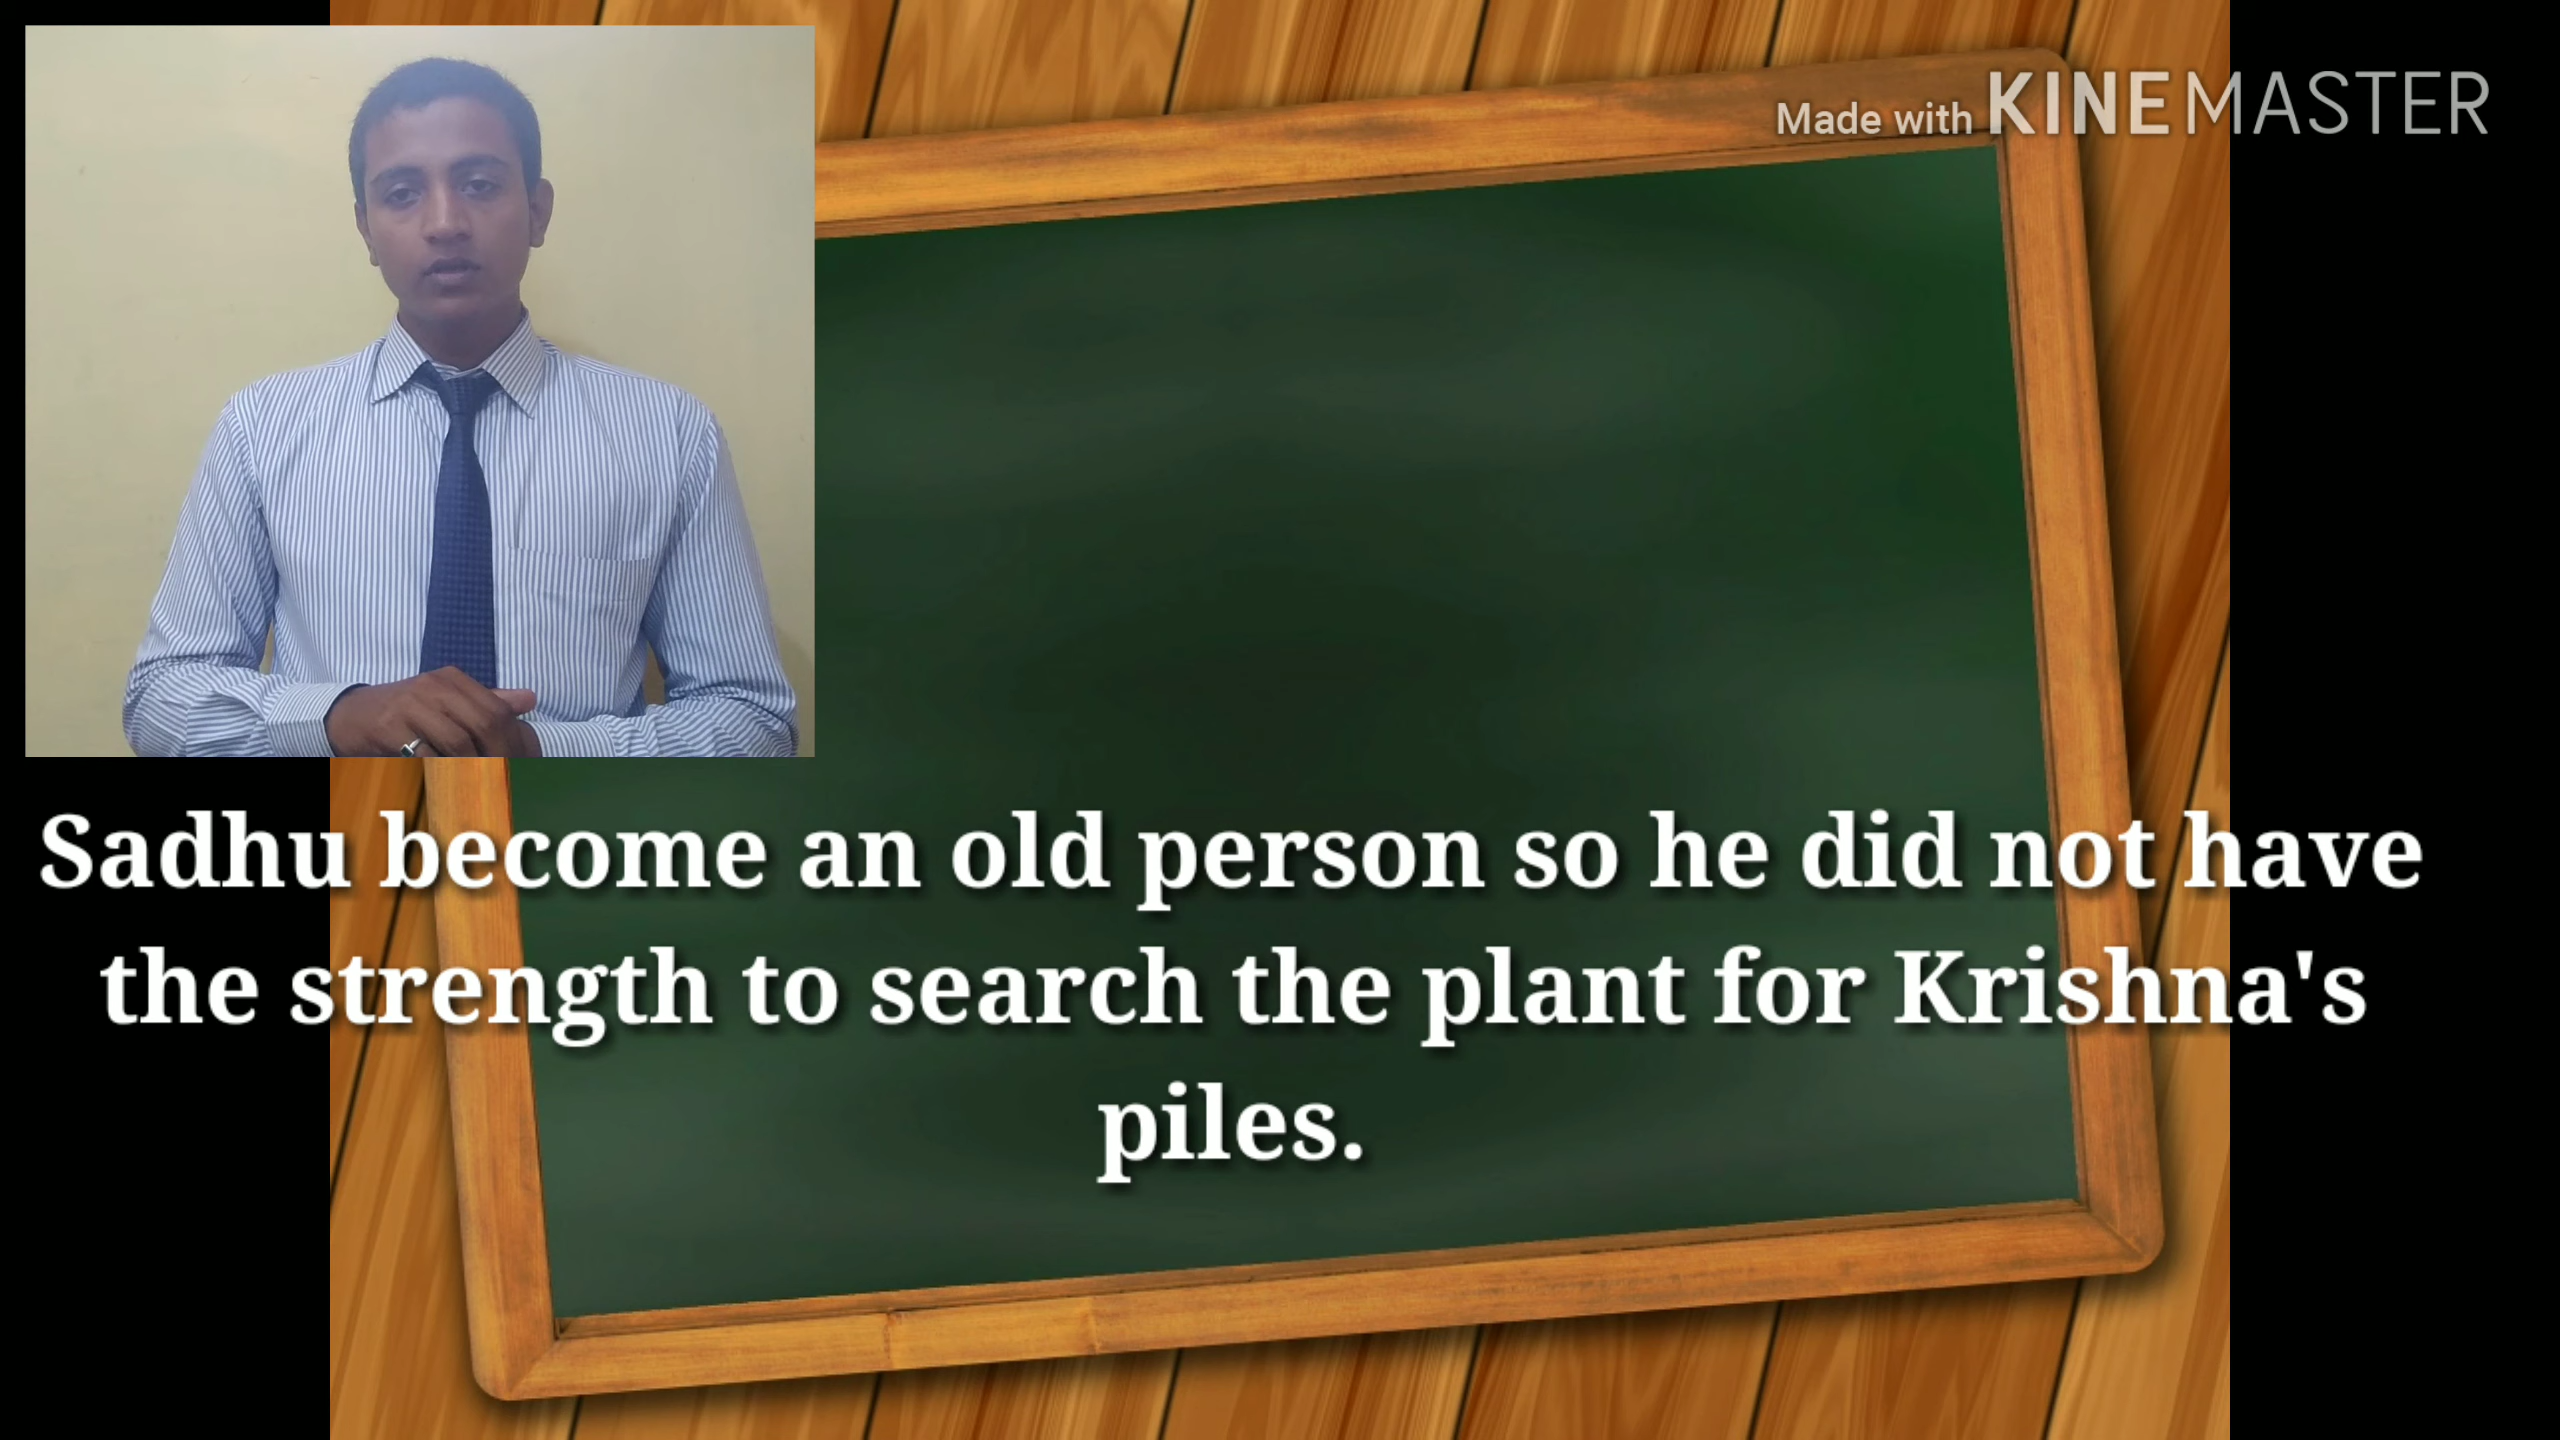 Made with KINEMASTER
Sadhu become an old person so he did not have
the strength to search the plant for Krishna's
piles.